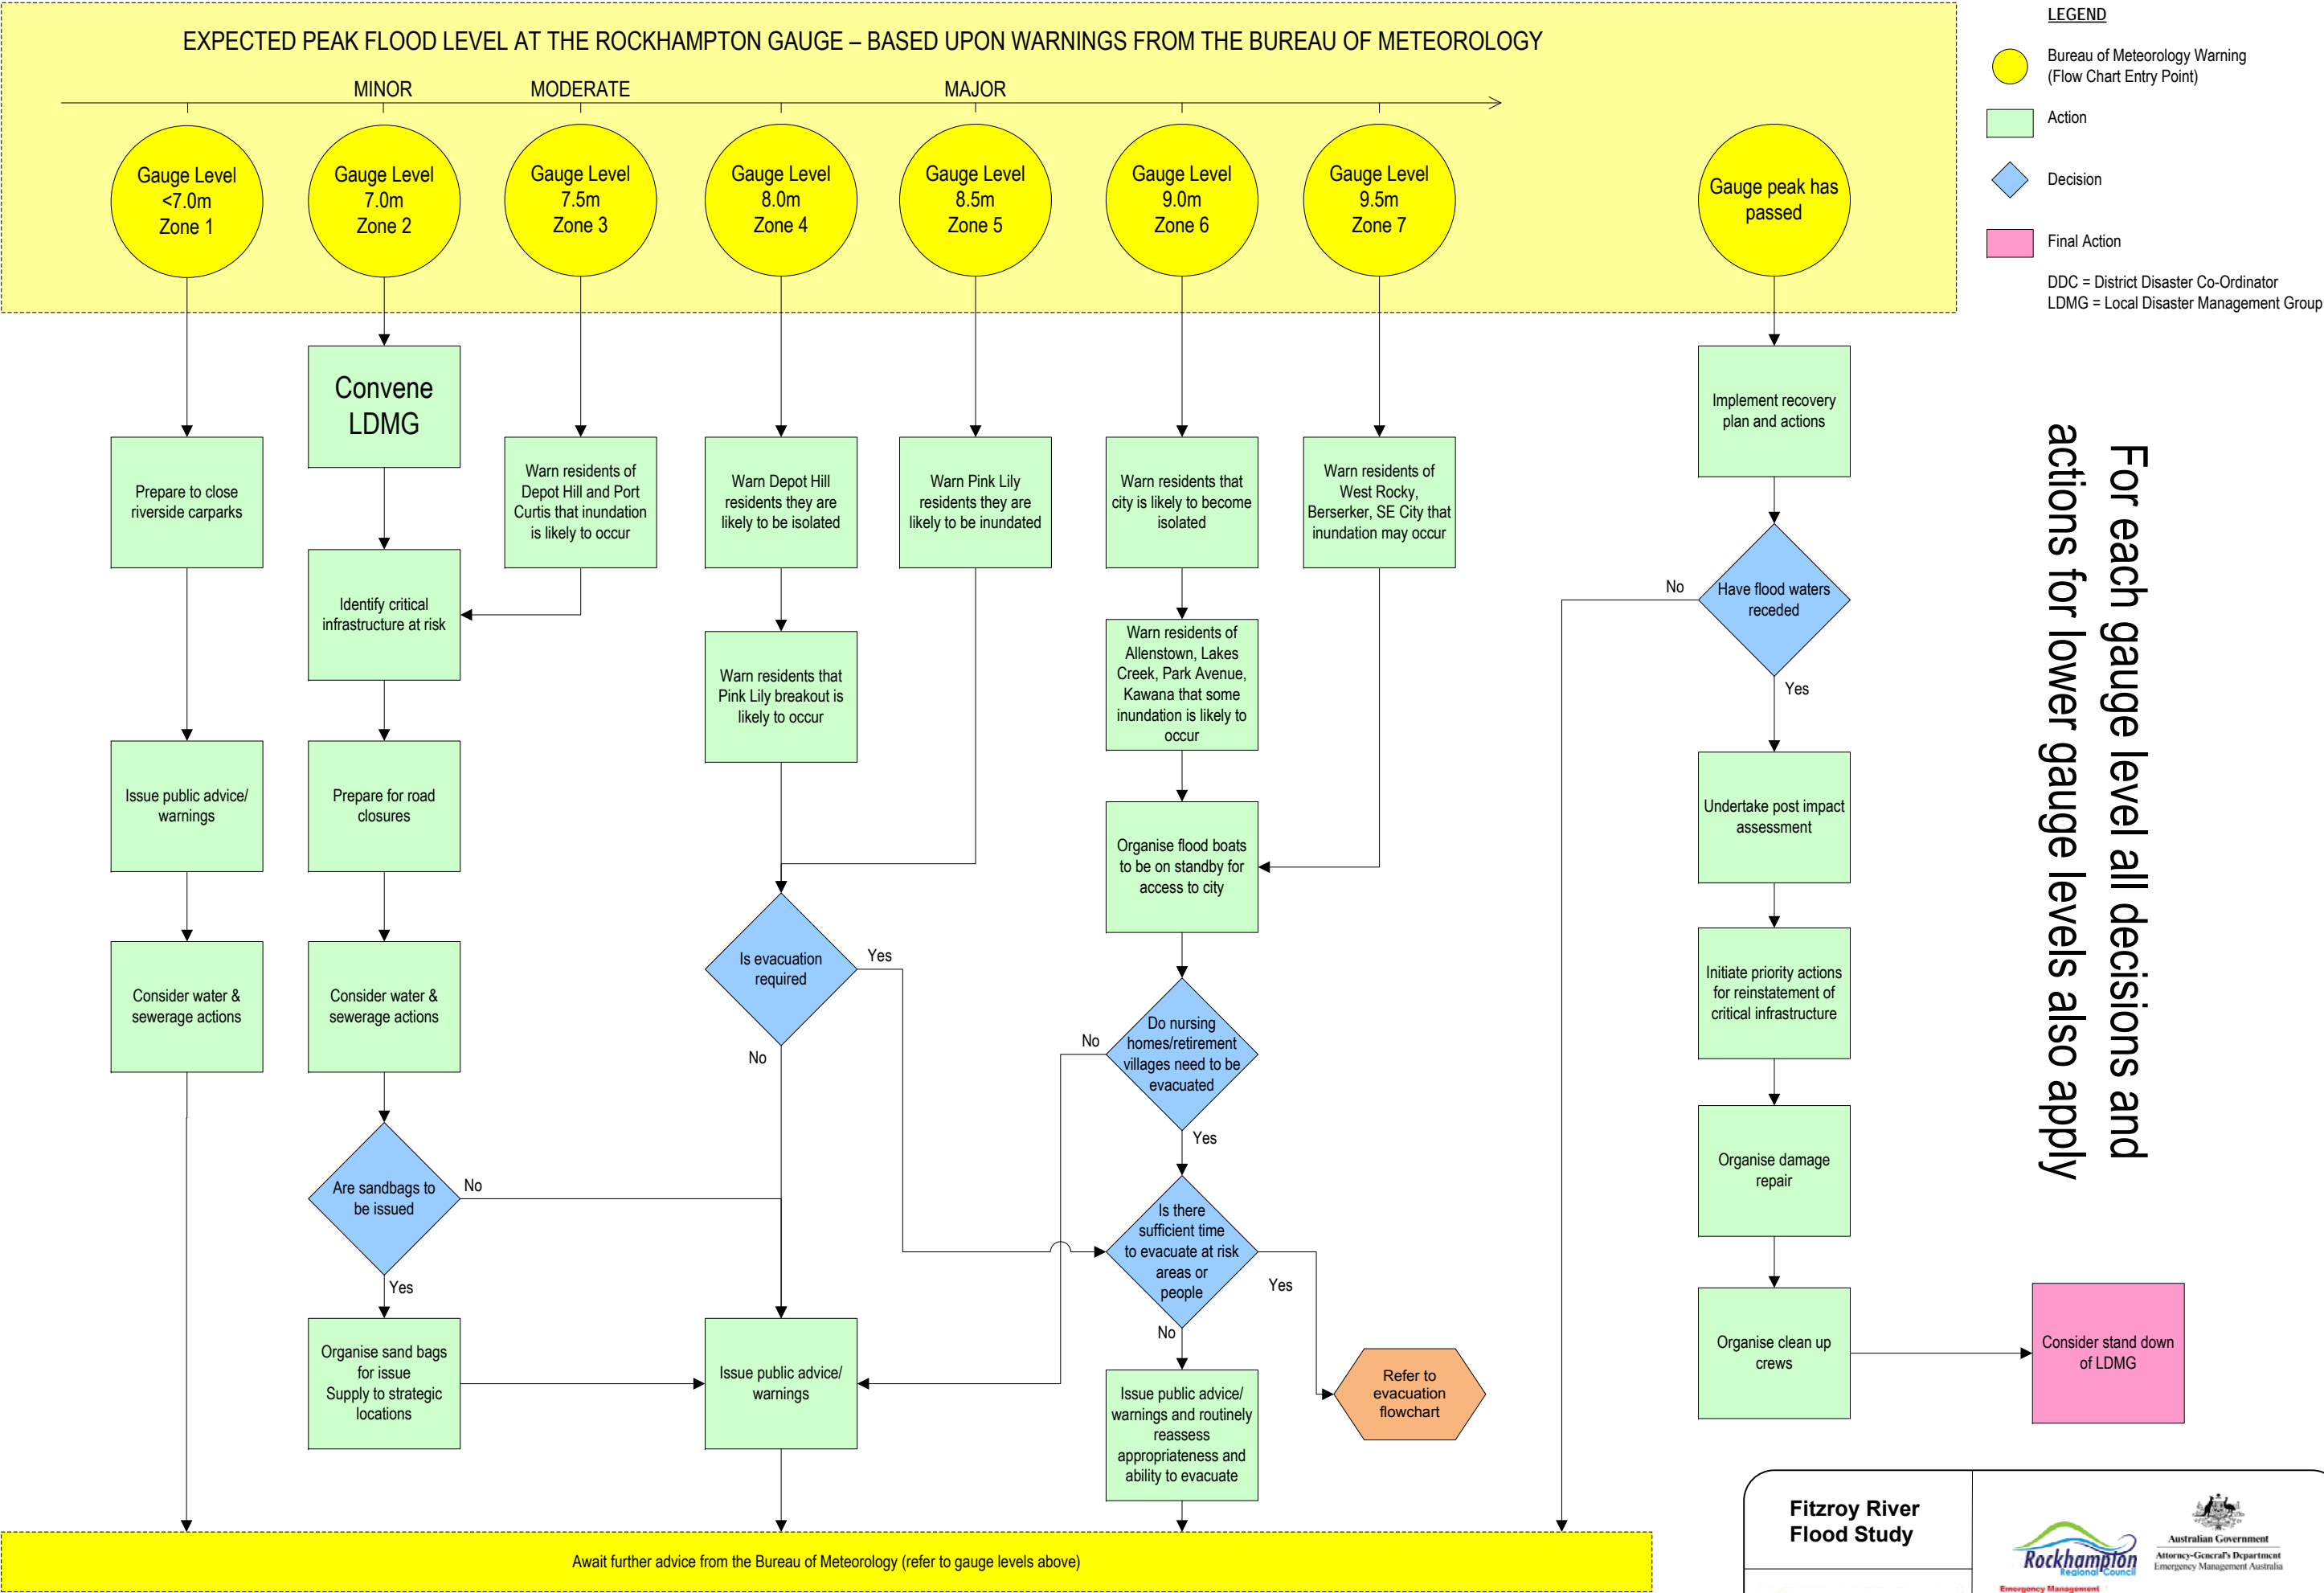 EXPECTED PEAK FLOOD LEVEL AT THE ROCKHAMPTON GAUGE – BASED UPON WARNINGS FROM THE BUREAU OF METEOROLOGY
MINOR
MODERATE
MAJOR
Gauge Level
<7.0m
Zone 1
Gauge Level
7.0m
Zone 2
Gauge Level
7.5m
Zone 3
Gauge Level
8.0m
Zone 4
Gauge Level
8.5m
Zone 5
Gauge Level
9.0m
Zone 6
Gauge Level
9.5m
Zone 7
Gauge peak has
passed
LEGEND
Bureau of Meteorology Warning
(Flow Chart Entry Point)
Action
Decision
Final Action
DDC = District Disaster Co-Ordinator
LDMG = Local Disaster Management Group
Prepare to close
riverside carparks
Issue public advice/
warnings
Consider water &
sewerage actions
Convene
LDMG
Identify critical
infrastructure at risk
Prepare for road
closures
Consider water &
sewerage actions
Are sandbags to
be issued
No
Yes
Organise sand bags
for issue
Supply to strategic
locations
Warn residents of
Depot Hill and Port
Curtis that inundation
is likely to occur
Warn Depot Hill
residents they are
likely to be isolated
Warn residents that
Pink Lily breakout is
likely to occur
Is evacuation
required
Yes
No
Issue public advice/
warnings
Warn Pink Lily
residents they are
likely to be inundated
Warn residents that
city is likely to become
isolated
Warn residents of
Allenstown, Lakes
Creek, Park Avenue,
Kawana that some
inundation is likely to
occur
Organise flood boats
to be on standby for
access to city
Do nursing
homes/retirement
villages need to be
evacuated
No
Yes
Is there
sufficient time
to evacuate at risk
areas or
people
Yes
No
Issue public advice/
warnings and routinely
reassess
appropriateness and
ability to evacuate
Refer to
evacuation
flowchart
Warn residents of
West Rocky,
Berserker, SE City that
inundation may occur
Implement recovery
plan and actions
Have flood waters
receded
No
Yes
Undertake post impact
assessment
Initiate priority actions
for reinstatement of
critical infrastructure
Organise damage
repair
Organise clean up
crews
Consider stand down
of LDMG
For each gauge level all decisions and
actions for lower gauge levels also apply
Await further advice from the Bureau of Meteorology (refer to gauge levels above)
Fitzroy River
Flood Study
Rockhampton
Regional Council
Australian Government
Attorney-General's Department
Emergency Management Australia
Emergency Management